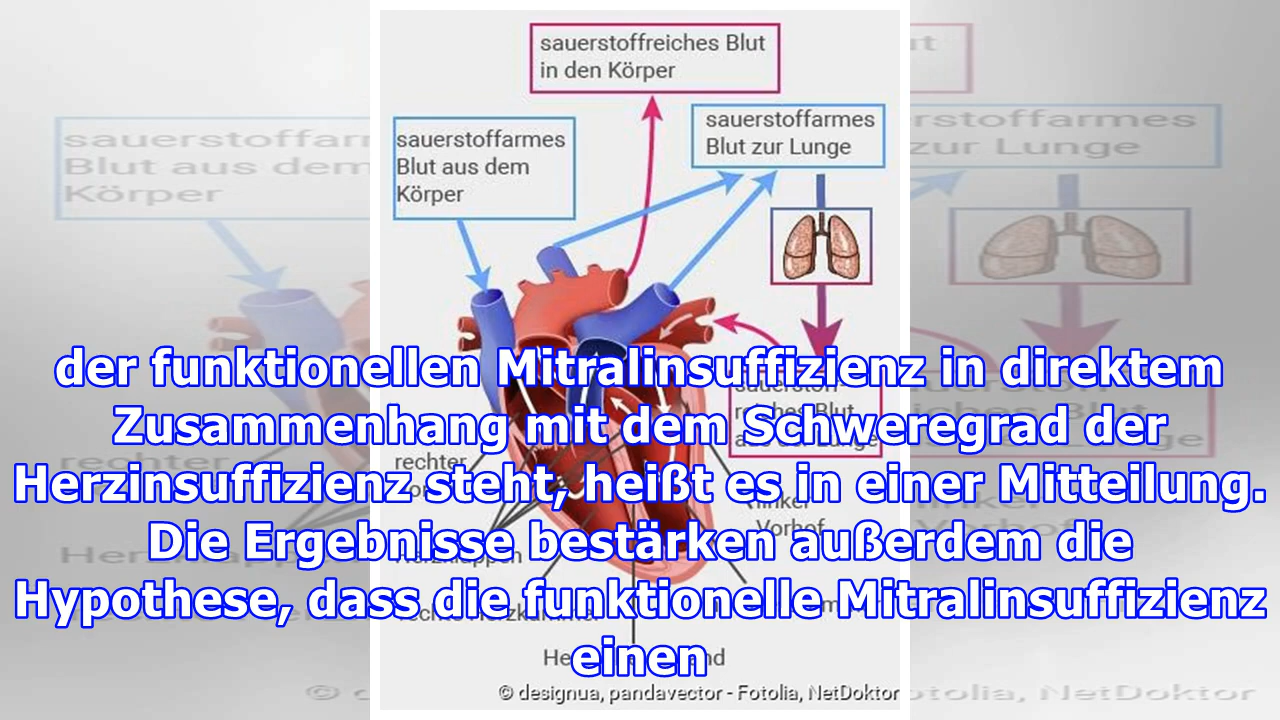 sauerstoffreiches Blut
in den Körper
sauerstoffarmes
Blut zur Lunge
sauerstoffarmes
Blut aus dem
Körper
der funktionellen Mitralinsuffizienz in direktem
Zusammenhang mit dem Schweregrad der
Herzinsuffizienz steht, heißt es in einer Mitteilung.
Die Ergebnisse bestärken außerdem die
Hypothese, dass die funktionelle Mitralinsuffizienz
einen
rechter
Vorhof
© designua, pandavector - Fotolia, NetDoktor